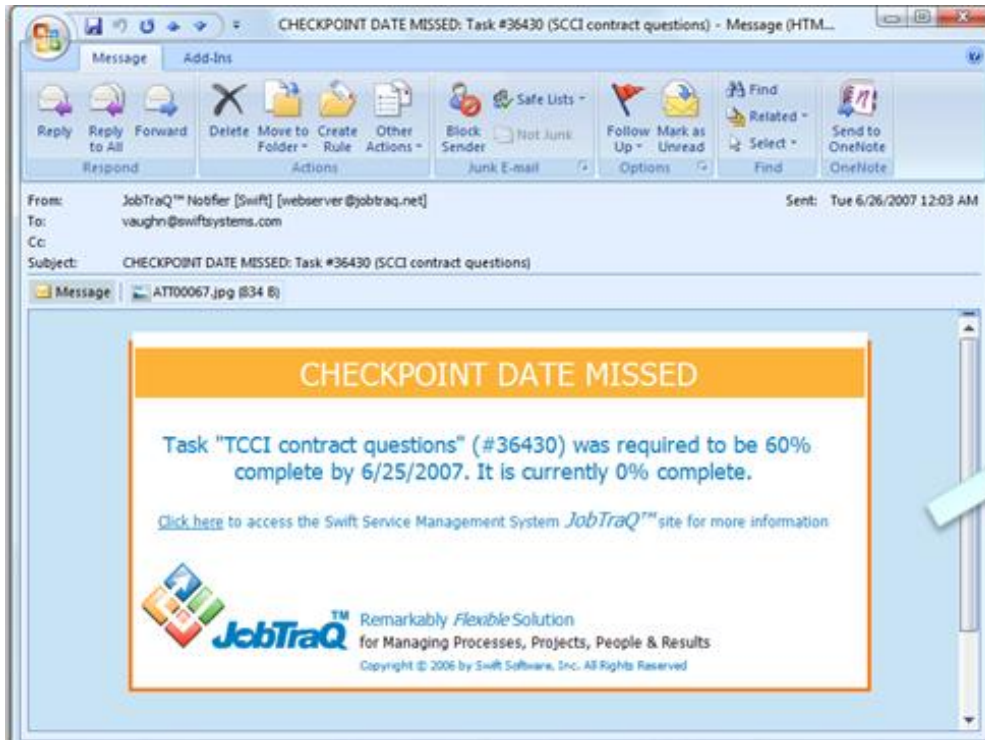 CHECKPOINT DATE MISSED: Task #36430 (SCCI contract questions) - Message (HTM...
Message Add-Ins
Reply Reply to All Forward Delete Move to Folder Create Rule Other Actions Block Sender Safe Lists Not Junk Follow Up Mark as Unread Find Related Select Send to OneNote
Respond Actions Junk E-mail Options Find OneNote
From: JobTraQ™ Notifier [Swift] [webserver@jobtraq.net] Sent: Tue 6/26/2007 12:03 AM
To: vaughn@swiftsystems.com
Cc:
Subject: CHECKPOINT DATE MISSED: Task #36430 (SCCI contract questions)
Message ATT00067.jpg (834 B)
CHECKPOINT DATE MISSED
Task "TCCI contract questions" (#36430) was required to be 60%
complete by 6/25/2007. It is currently 0% complete.
Click here to access the Swift Service Management System JobTraQ™ site for more information
JobTraQ™
Remarkably Flexible Solution
for Managing Processes, Projects, People & Results
Copyright © 2006 by Swift Software, Inc. All Rights Reserved